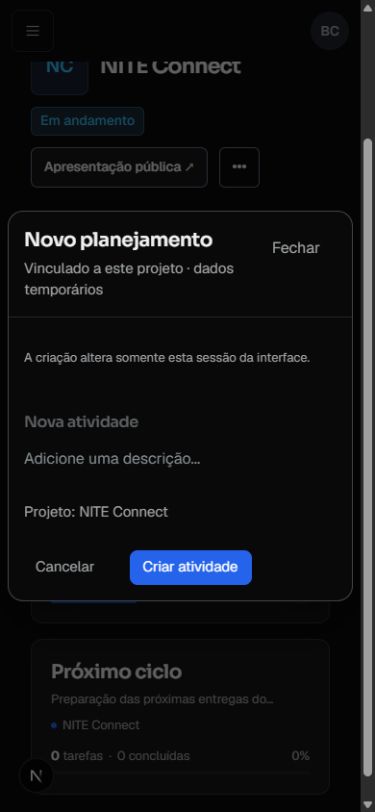 BC
NC
NITE Connect
Em andamento
Apresentação pública ↗
•••
Novo planejamento
Fechar
Vinculado a este projeto · dados
temporários
A criação altera somente esta sessão da interface.
Nova atividade
Adicione uma descrição...
Projeto: NITE Connect
Cancelar
Criar atividade
Próximo ciclo
Preparação das próximas entregas do...
NITE Connect
0 tarefas · 0 concluídas
0%
N